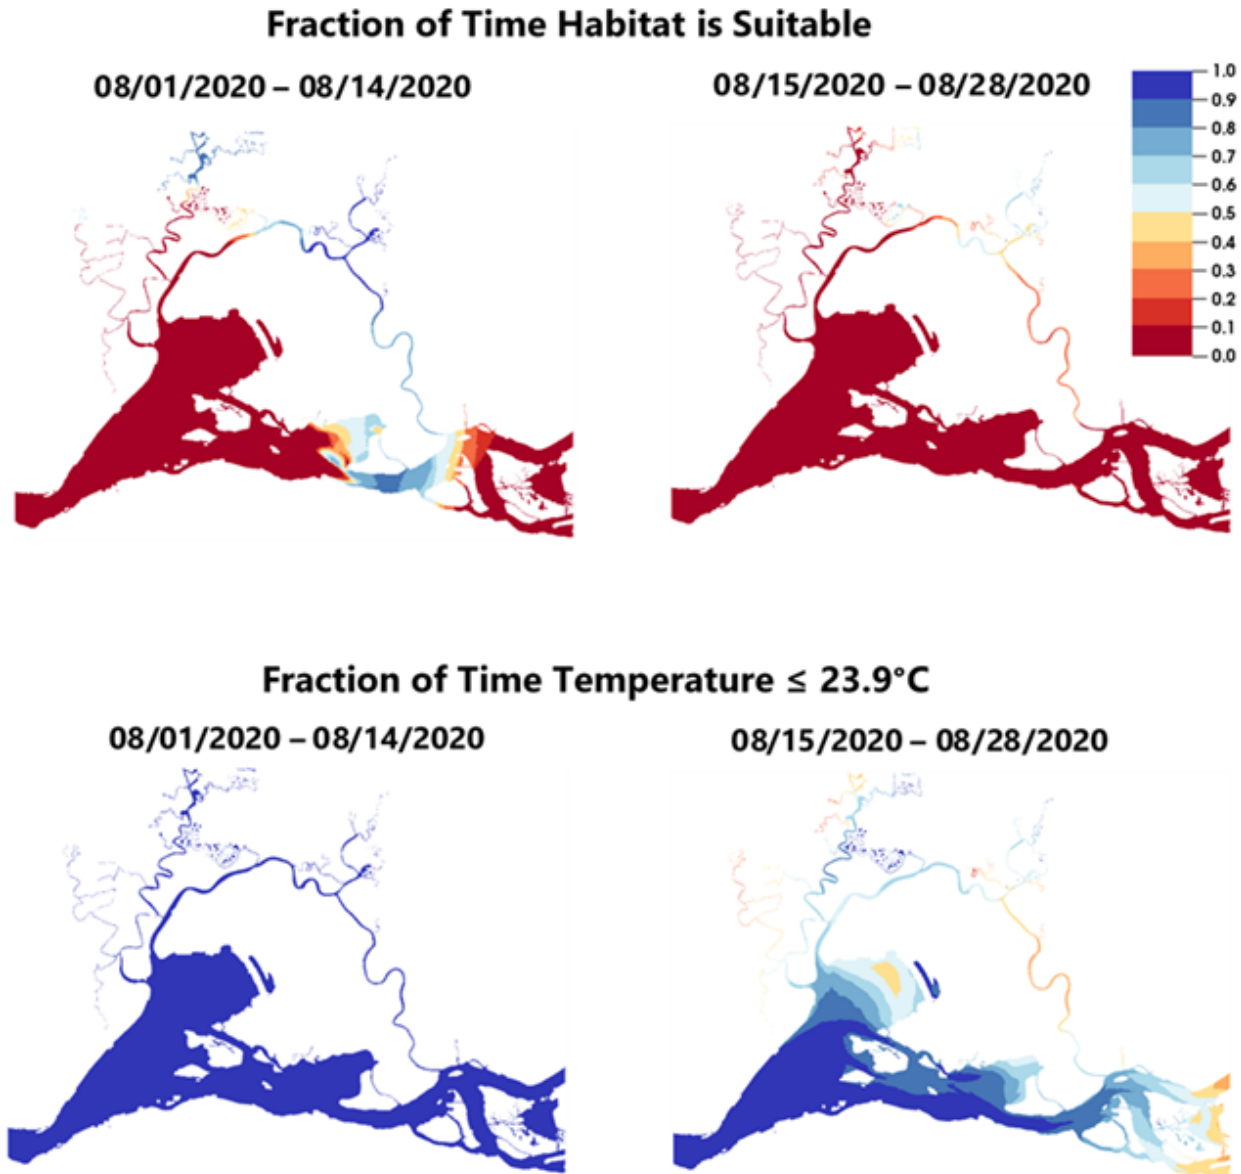 Fraction of Time Habitat is Suitable
08/01/2020 – 08/14/2020
08/15/2020 – 08/28/2020
1.0
0.9
0.8
0.7
0.6
0.5
0.4
0.3
0.2
0.1
0.0
Fraction of Time Temperature ≤ 23.9°C
08/01/2020 – 08/14/2020
08/15/2020 – 08/28/2020